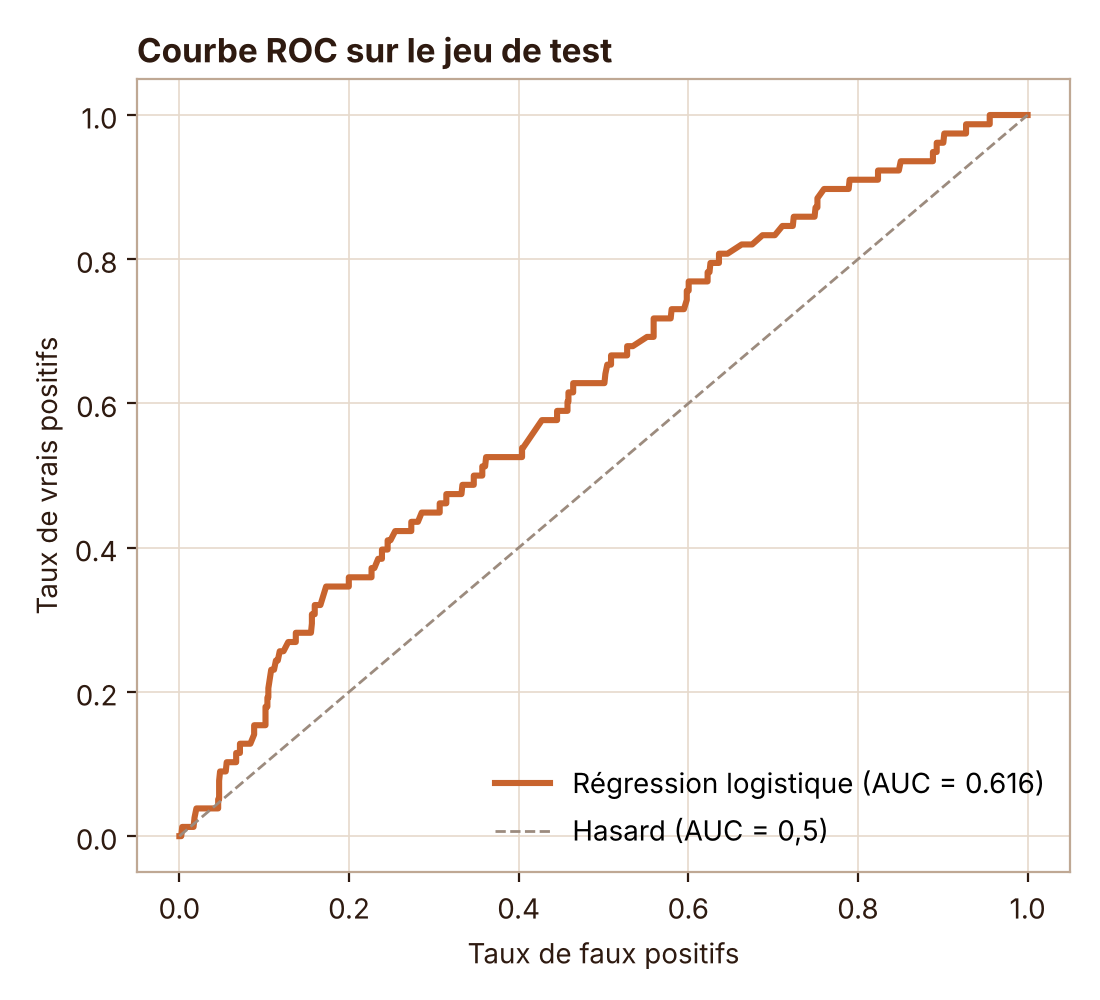 Courbe ROC sur le jeu de test
1.0
0.8
0.6
0.4
0.2
0.0
Taux de vrais positifs
Régression logistique (AUC = 0.616)
Hasard (AUC = 0,5)
0.0 0.2 0.4 0.6 0.8 1.0
Taux de faux positifs